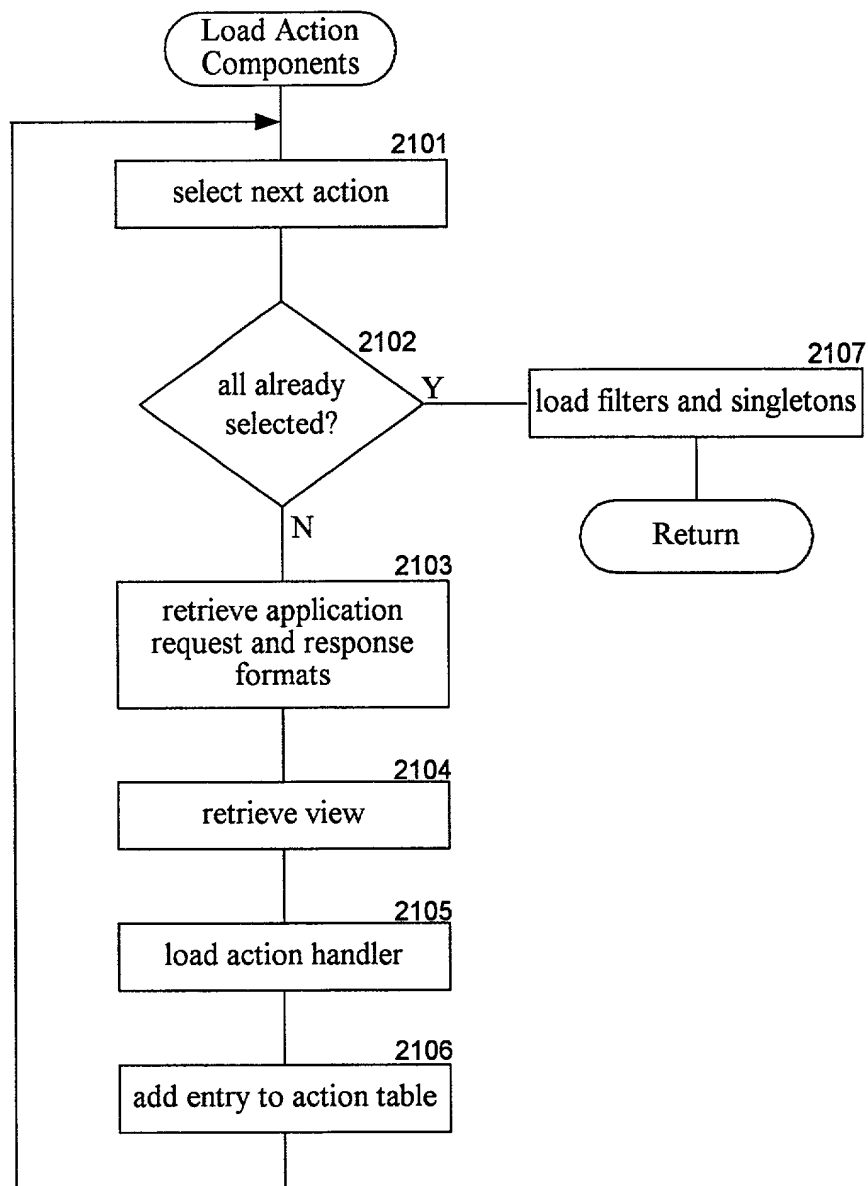 Load Action
Components
2101
select next action
2102
all already
selected?
Y
N
2107
load filters and singletons
Return
2103
retrieve application
request and response
formats
2104
retrieve view
2105
load action handler
2106
add entry to action table